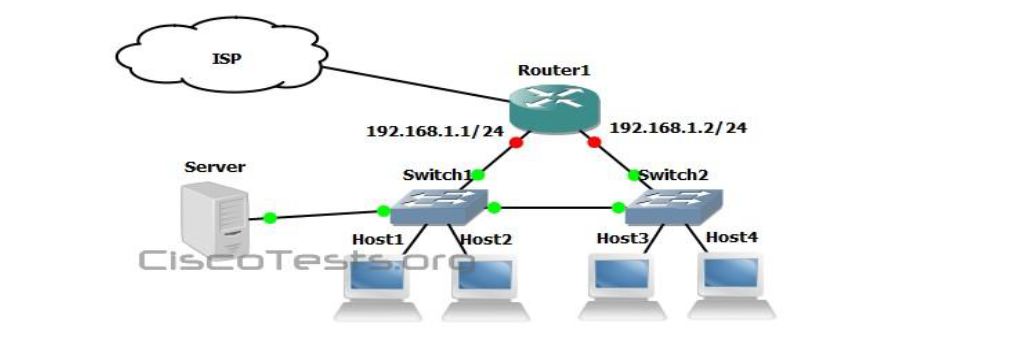 ISP
Router1
192.168.1.1/24
192.168.1.2/24
Server
Switch1
Switch2
Host1
Host2
Host3
Host4
CiscoTests.org